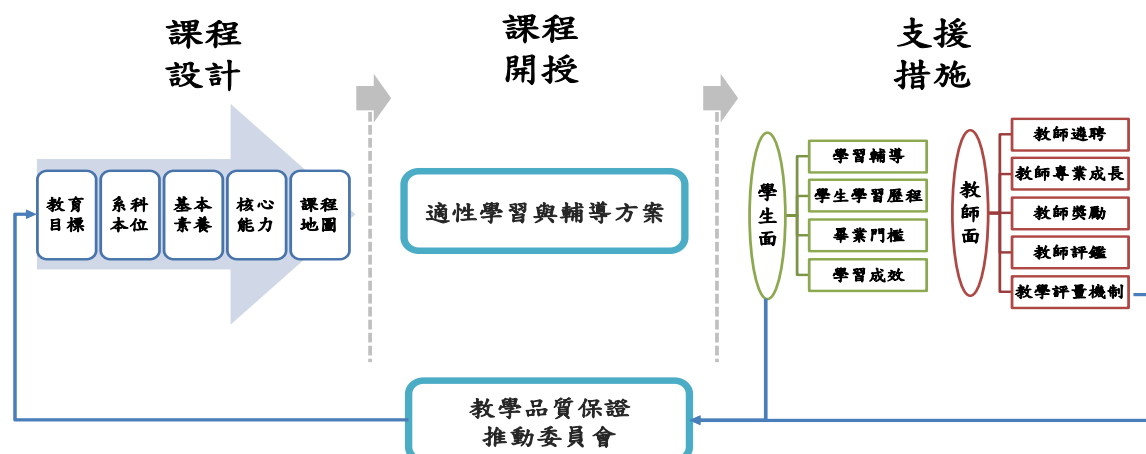 課程
設計
課程
開授
支援
措施
教育
目標
系科
本位
基本
素養
核心
能力
課程
地圖
適性學習與輔導方案
學生面
學習輔導
學生學習歷程
畢業門檻
學習成效
教師面
教師遴聘
教師專業成長
教師獎勵
教師評鑑
教學評量機制
教學品質保證
推動委員會